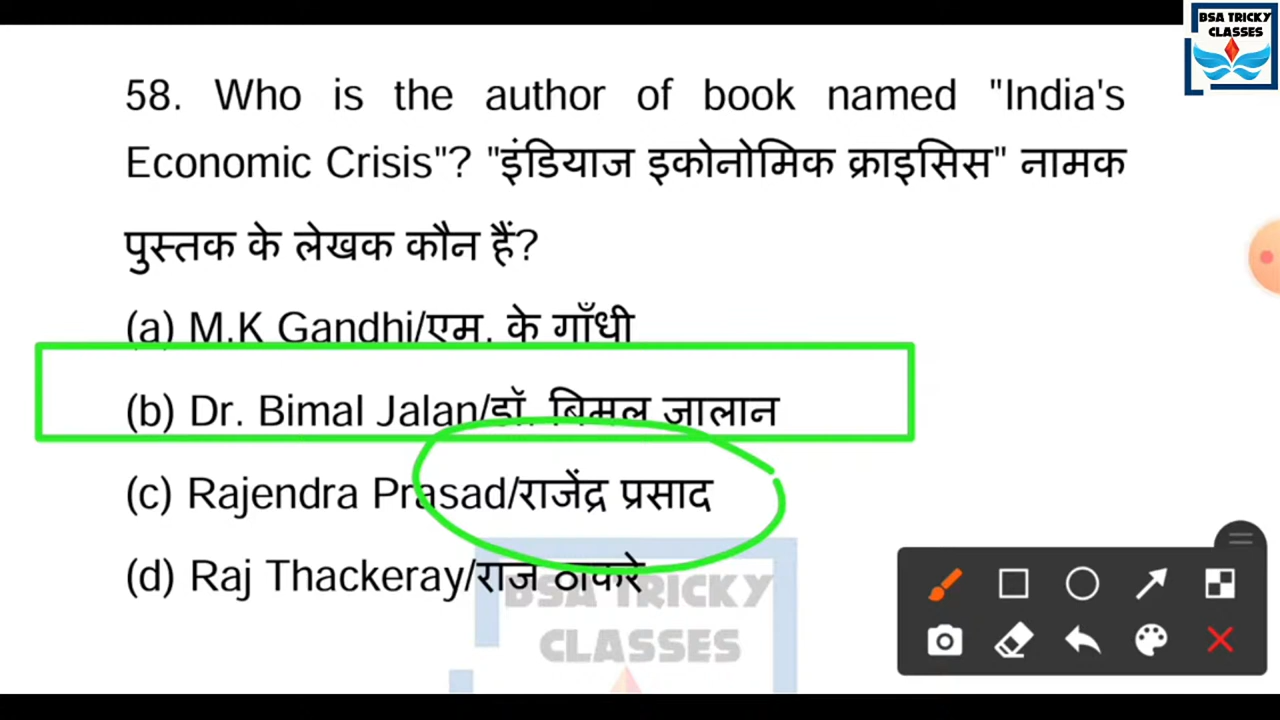 BSA TRICKY
CLASSES
58. Who is the author of book named "India's
Economic Crisis"? "इंडियाज इकोनोमिक क्राइसिस" नामक
पुस्तक के लेखक कौन हैं?
(a) M.K Gandhi/एम. के गाँधी
(b) Dr. Bimal Jalan/डॉ. बिमल जालान
(c) Rajendra Prasad/राजेंद्र प्रसाद
(d) Raj Thackeray/राज ठाकरे
BSA TRICKY
CLASSES